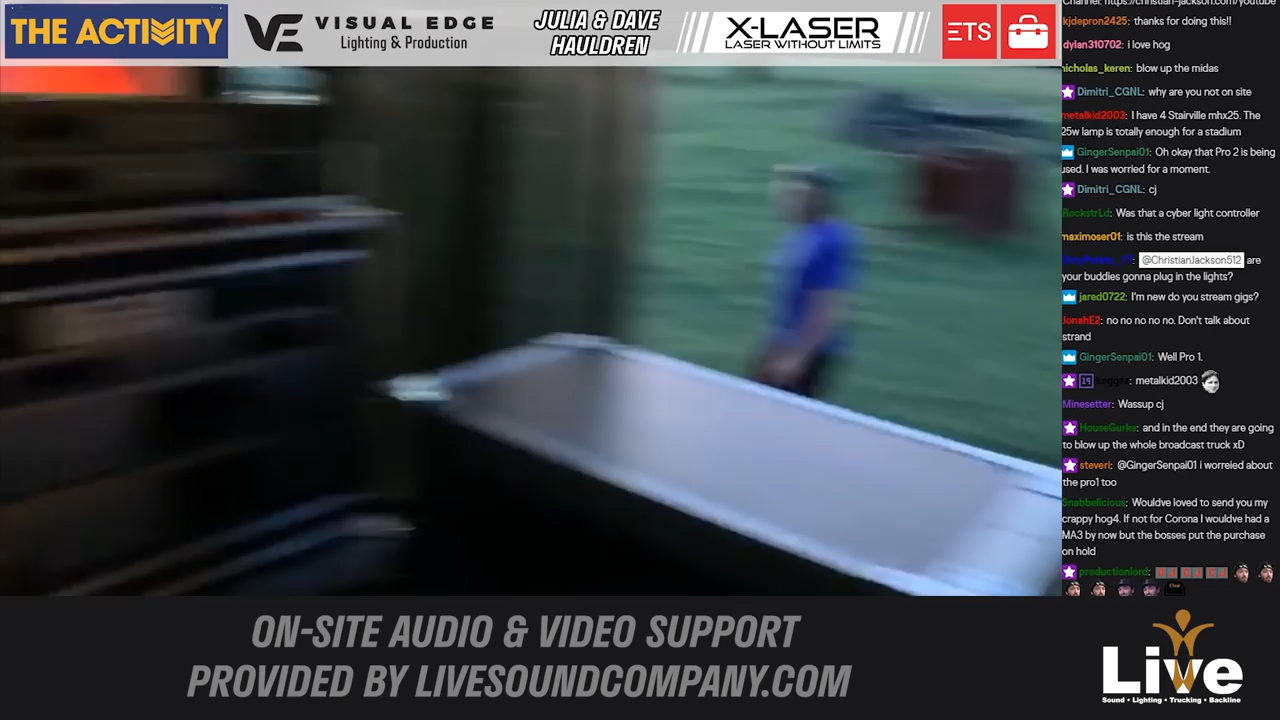 THE ACTIVITY
VE VISUAL EDGE
Lighting & Production
JULIA & DAVE
HAULDREN
X-LASER
LASER WITHOUT LIMITS
ETS
Channel: https://christian-jackson.com/youtube
kjdepron2425: thanks for doing this!!
dylan310702: i love hog
nicholas_keren: blow up the midas
Dimitri_CGNL: why are you not on site
metalkid2003: I have 4 Stairville mhx25. The
25w lamp is totally enough for a stadium
GingerSenpai01: Oh okay that Pro 2 is being
used. I was worried for a moment.
Dimitri_CGNL: cj
RockstrLd: Was that a cyber light controller
maximoser01: is this the stream
@ChristianJackson512 are
your buddies gonna plug in the lights?
jared0722: I'm new do you stream gigs?
JonahE2: no no no no no. Don't talk about
strand
GingerSenpai01: Well Pro 1.
metalkid2003
Minesetter: Wassup cj
HouseGurke: and in the end they are going
to blow up the whole broadcast truck xD
steveri: @GingerSenpai01 i worreied about
the pro1 too
Snabbelicious: Wouldve loved to send you my
crappy hog4. If not for Corona I wouldve had a
MA3 by now but the bosses put the purchase
on hold
productionlord:
ON-SITE AUDIO & VIDEO SUPPORT
PROVIDED BY LIVESOUNDCOMPANY.COM
Live
Sound • Lighting • Trucking • Backline